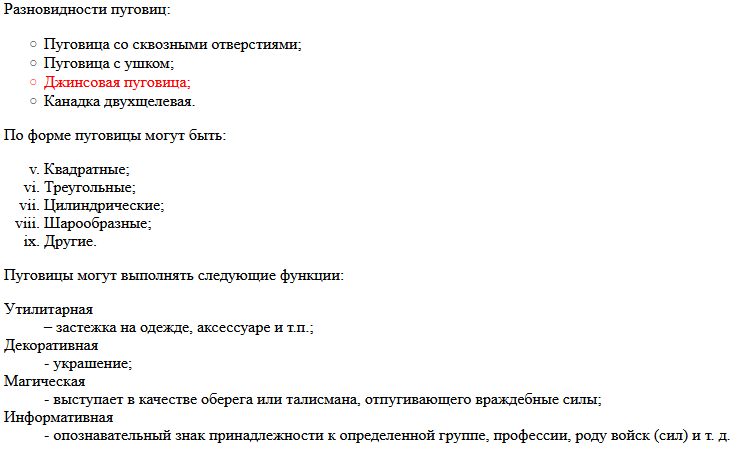 Разновидности пуговиц:
○ Пуговица со сквозными отверстиями;
○ Пуговица с ушком;
○ Джинсовая пуговица;
○ Канадка двухщелевая.
По форме пуговицы могут быть:
v. Квадратные;
vi. Треугольные;
vii. Цилиндрические;
viii. Шарообразные;
ix. Другие.
Пуговицы могут выполнять следующие функции:
Утилитарная
– застежка на одежде, аксессуаре и т.п.;
Декоративная
- украшение;
Магическая
- выступает в качестве оберега или талисмана, отпугивающего враждебные силы;
Информативная
- опознавательный знак принадлежности к определенной группе, профессии, роду войск (сил) и т. д.